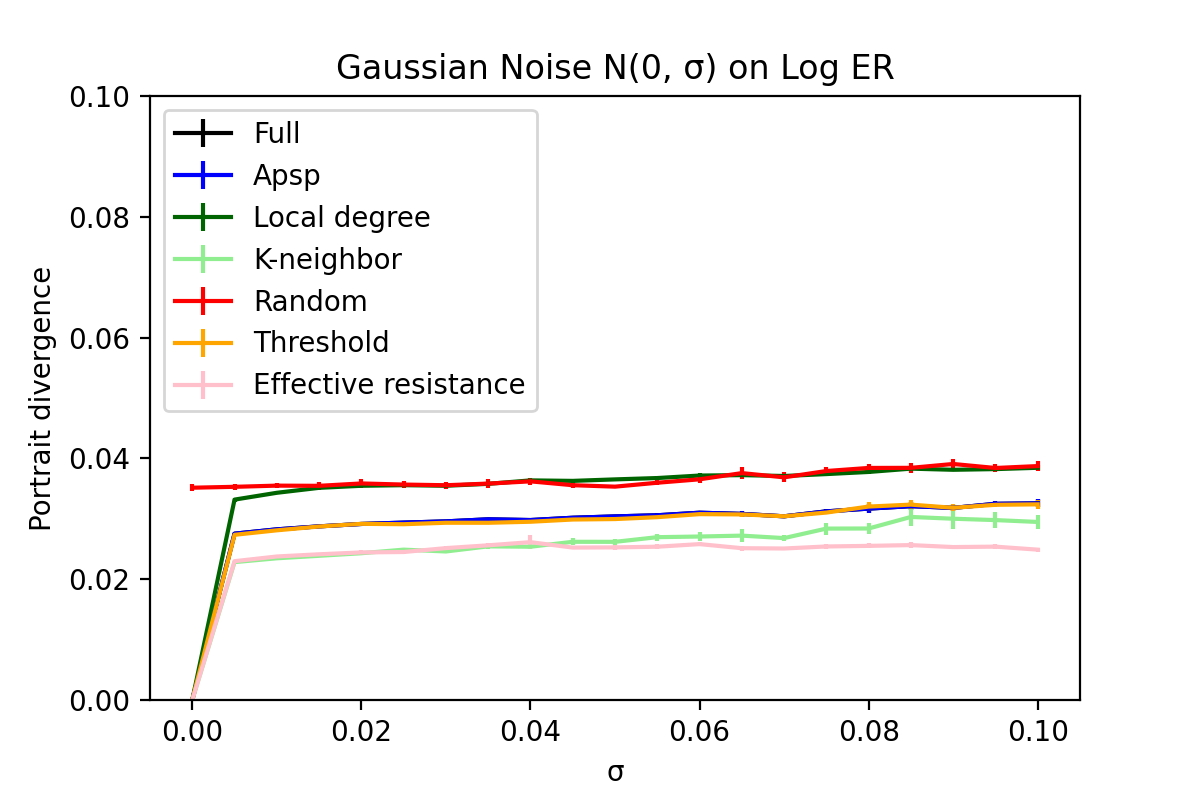 Gaussian Noise N(0, σ) on Log ER
0.10
0.08
0.06
0.04
0.02
0.00
Portrait divergence
Full
Apsp
Local degree
K-neighbor
Random
Threshold
Effective resistance
0.00 0.02 0.04 0.06 0.08 0.10
σ